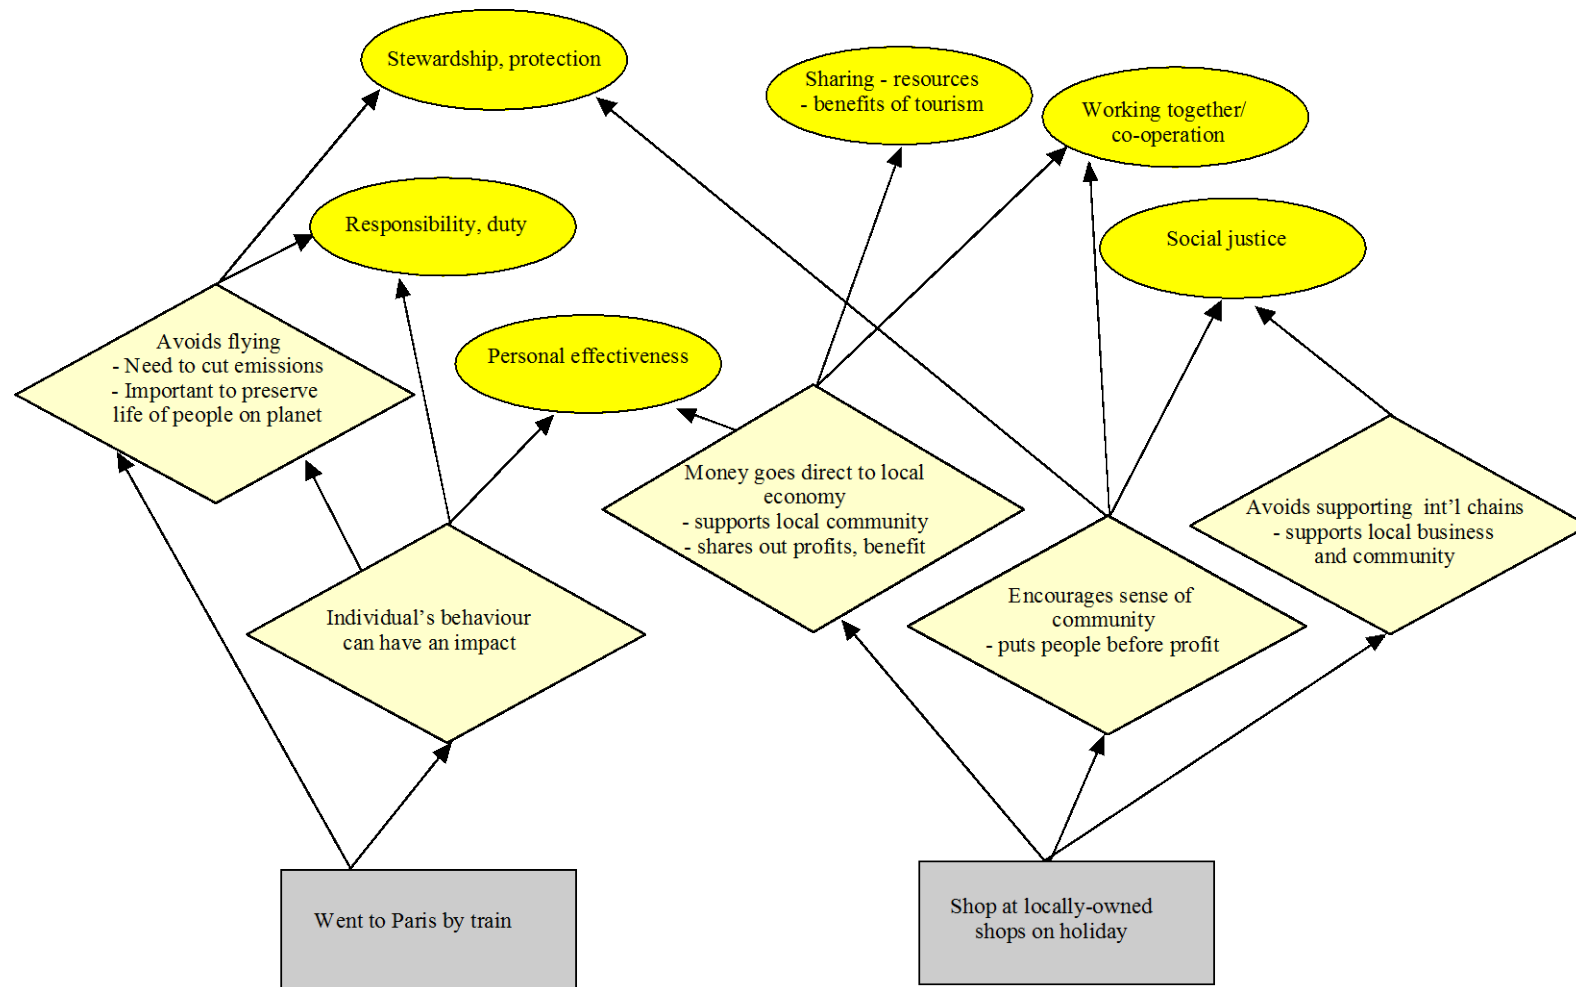 Stewardship, protection
Sharing - resources
- benefits of tourism
Working together/
co-operation
Responsibility, duty
Social justice
Avoids flying
- Need to cut emissions
- Important to preserve
life of people on planet
Personal effectiveness
Money goes direct to local
economy
- supports local community
- shares out profits, benefit
Avoids supporting int'l chains
- supports local business
and community
Individual's behaviour
can have an impact
Encourages sense of
community
- puts people before profit
Went to Paris by train
Shop at locally-owned
shops on holiday